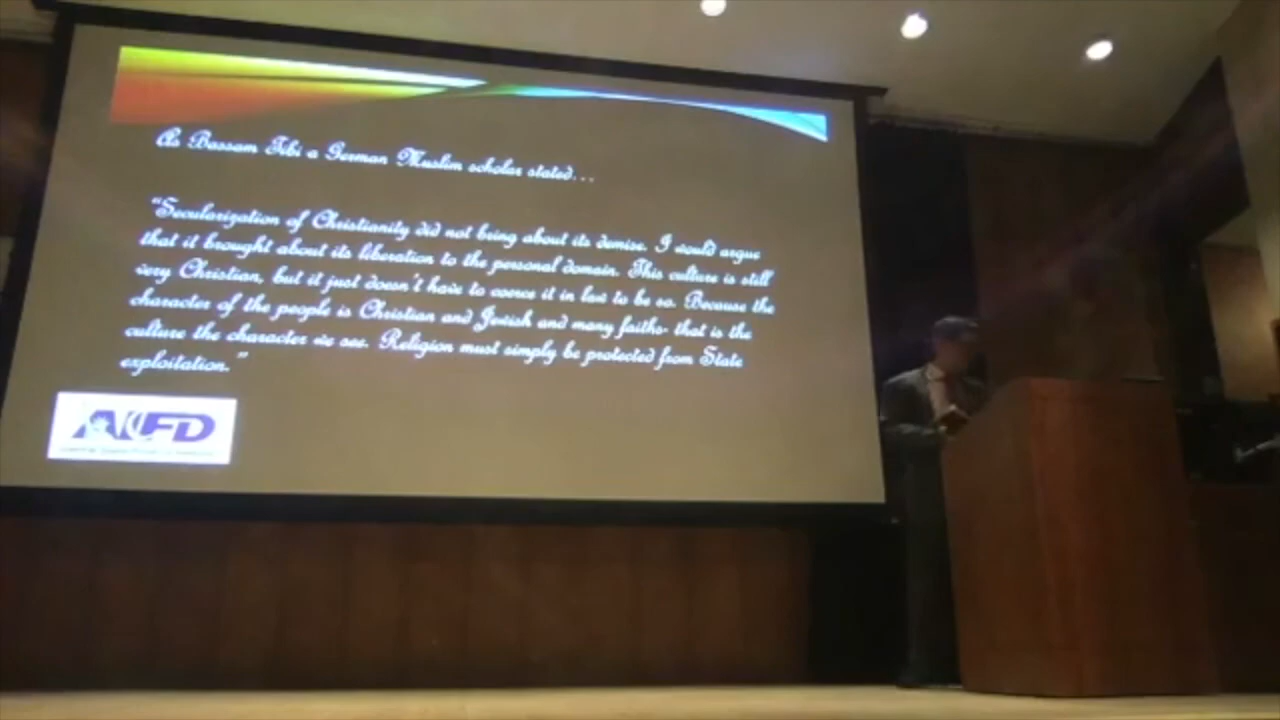 As Bassam Tibi a German Muslim scholar stated...
“Secularization of Christianity did not bring about its demise. I would argue
that it brought about its liberation to the personal domain. This culture is still
very Christian, but it just doesn't have to coerce it in law to be so. Because the
character of the people is Christian and Jewish and many faiths- that is the
culture the character we see. Religion must simply be protected from State
exploitation.”
AIFD